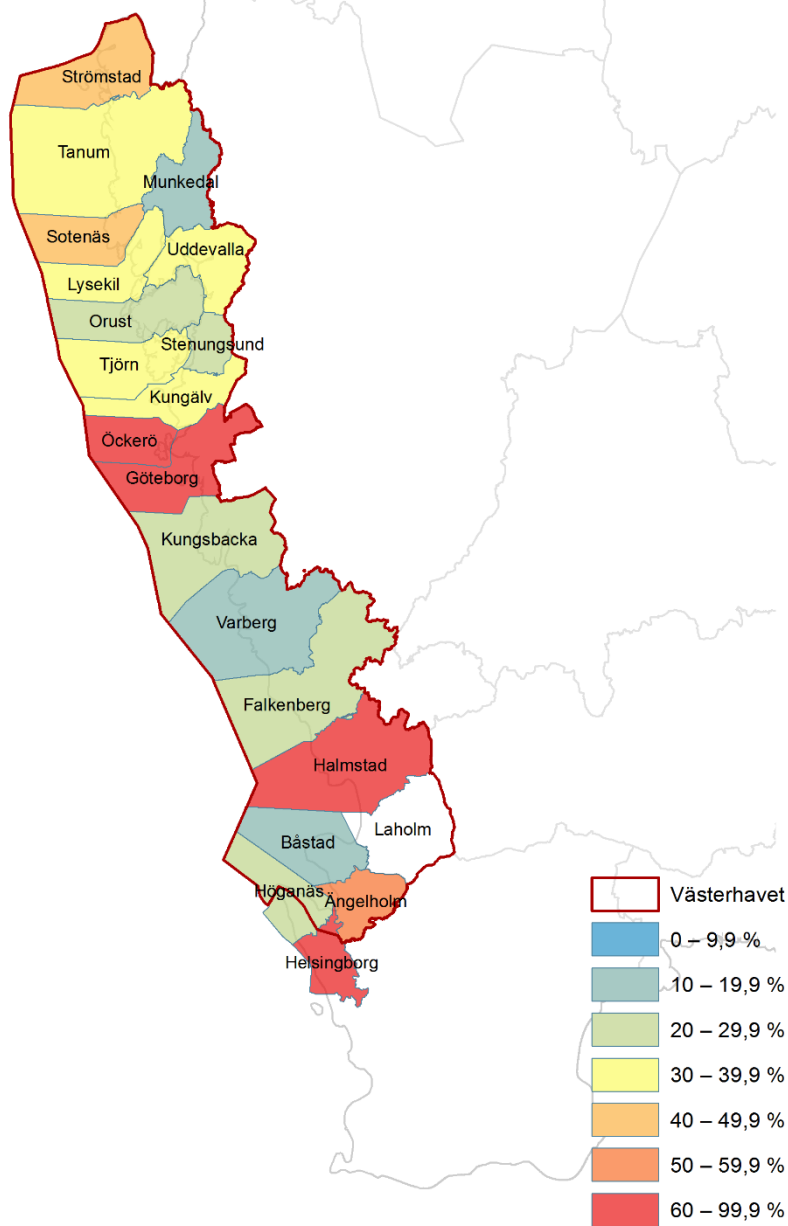 Strömstad
Tanum
Munkedal
Sotenäs
Uddevalla
Lysekil
Orust
Stenungsund
Tjörn
Kungälv
Öckerö
Göteborg
Kungsbacka
Varberg
Falkenberg
Halmstad
Laholm
Båstad
Höganäs
Ängelholm
Helsingborg
Västerhavet
0 – 9,9 %
10 – 19,9 %
20 – 29,9 %
30 – 39,9 %
40 – 49,9 %
50 – 59,9 %
60 – 99,9 %